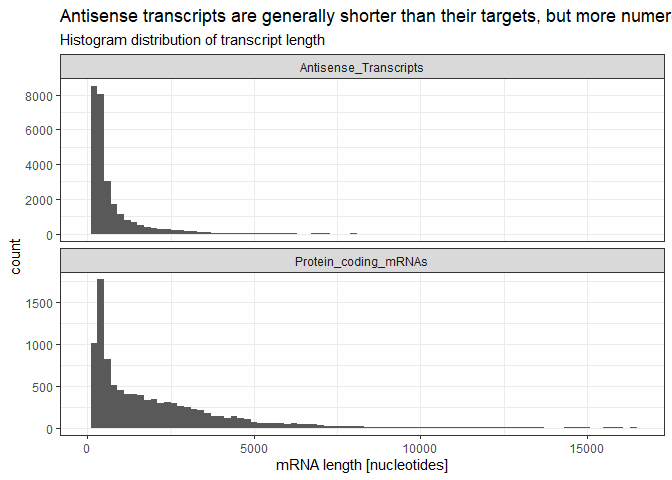 Antisense transcripts are generally shorter than their targets, but more numer
Histogram distribution of transcript length
Antisense_Transcripts
8000
6000
4000
2000
0
count
Protein_coding_mRNAs
1500
1000
500
0
0 5000 10000 15000
mRNA length [nucleotides]